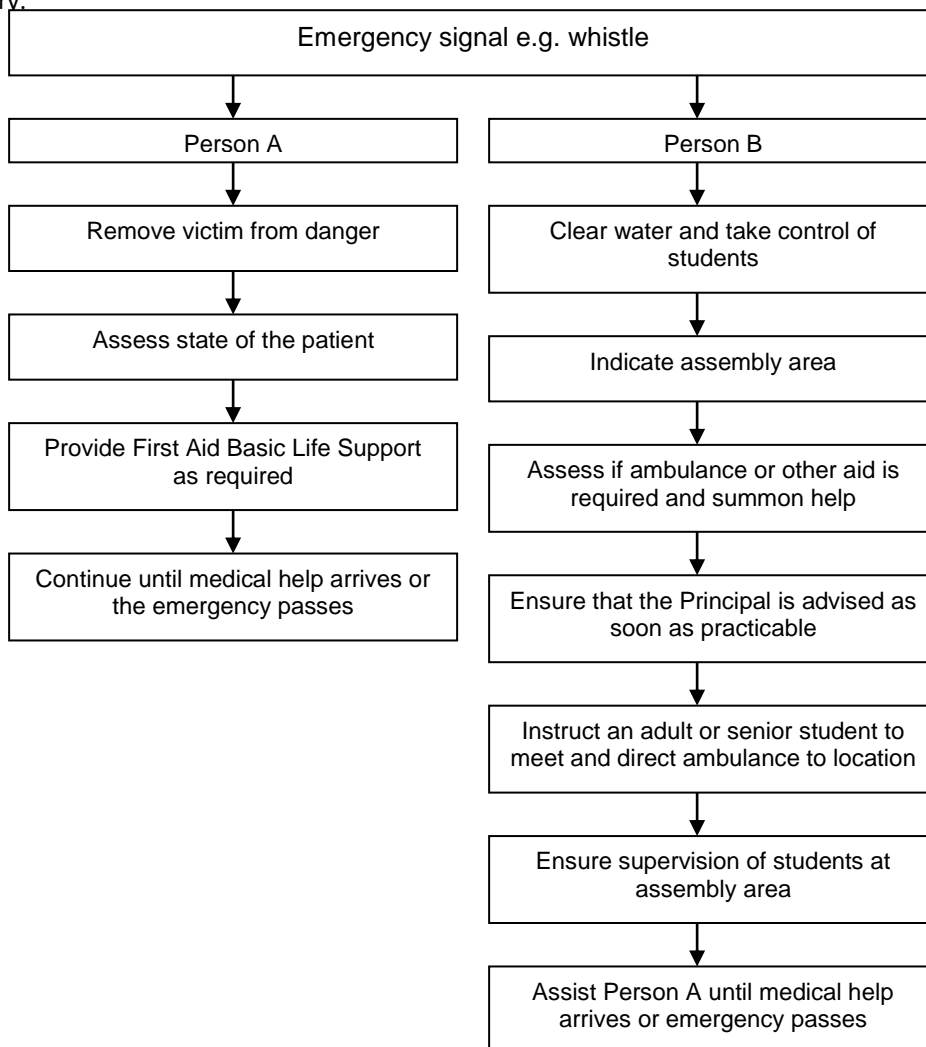 ry.
Emergency signal e.g. whistle
Person A
Remove victim from danger
Assess state of the patient
Provide First Aid Basic Life Support
as required
Continue until medical help arrives or
the emergency passes
Person B
Clear water and take control of
students
Indicate assembly area
Assess if ambulance or other aid is
required and summon help
Ensure that the Principal is advised as
soon as practicable
Instruct an adult or senior student to
meet and direct ambulance to location
Ensure supervision of students at
assembly area
Assist Person A until medical help
arrives or emergency passes